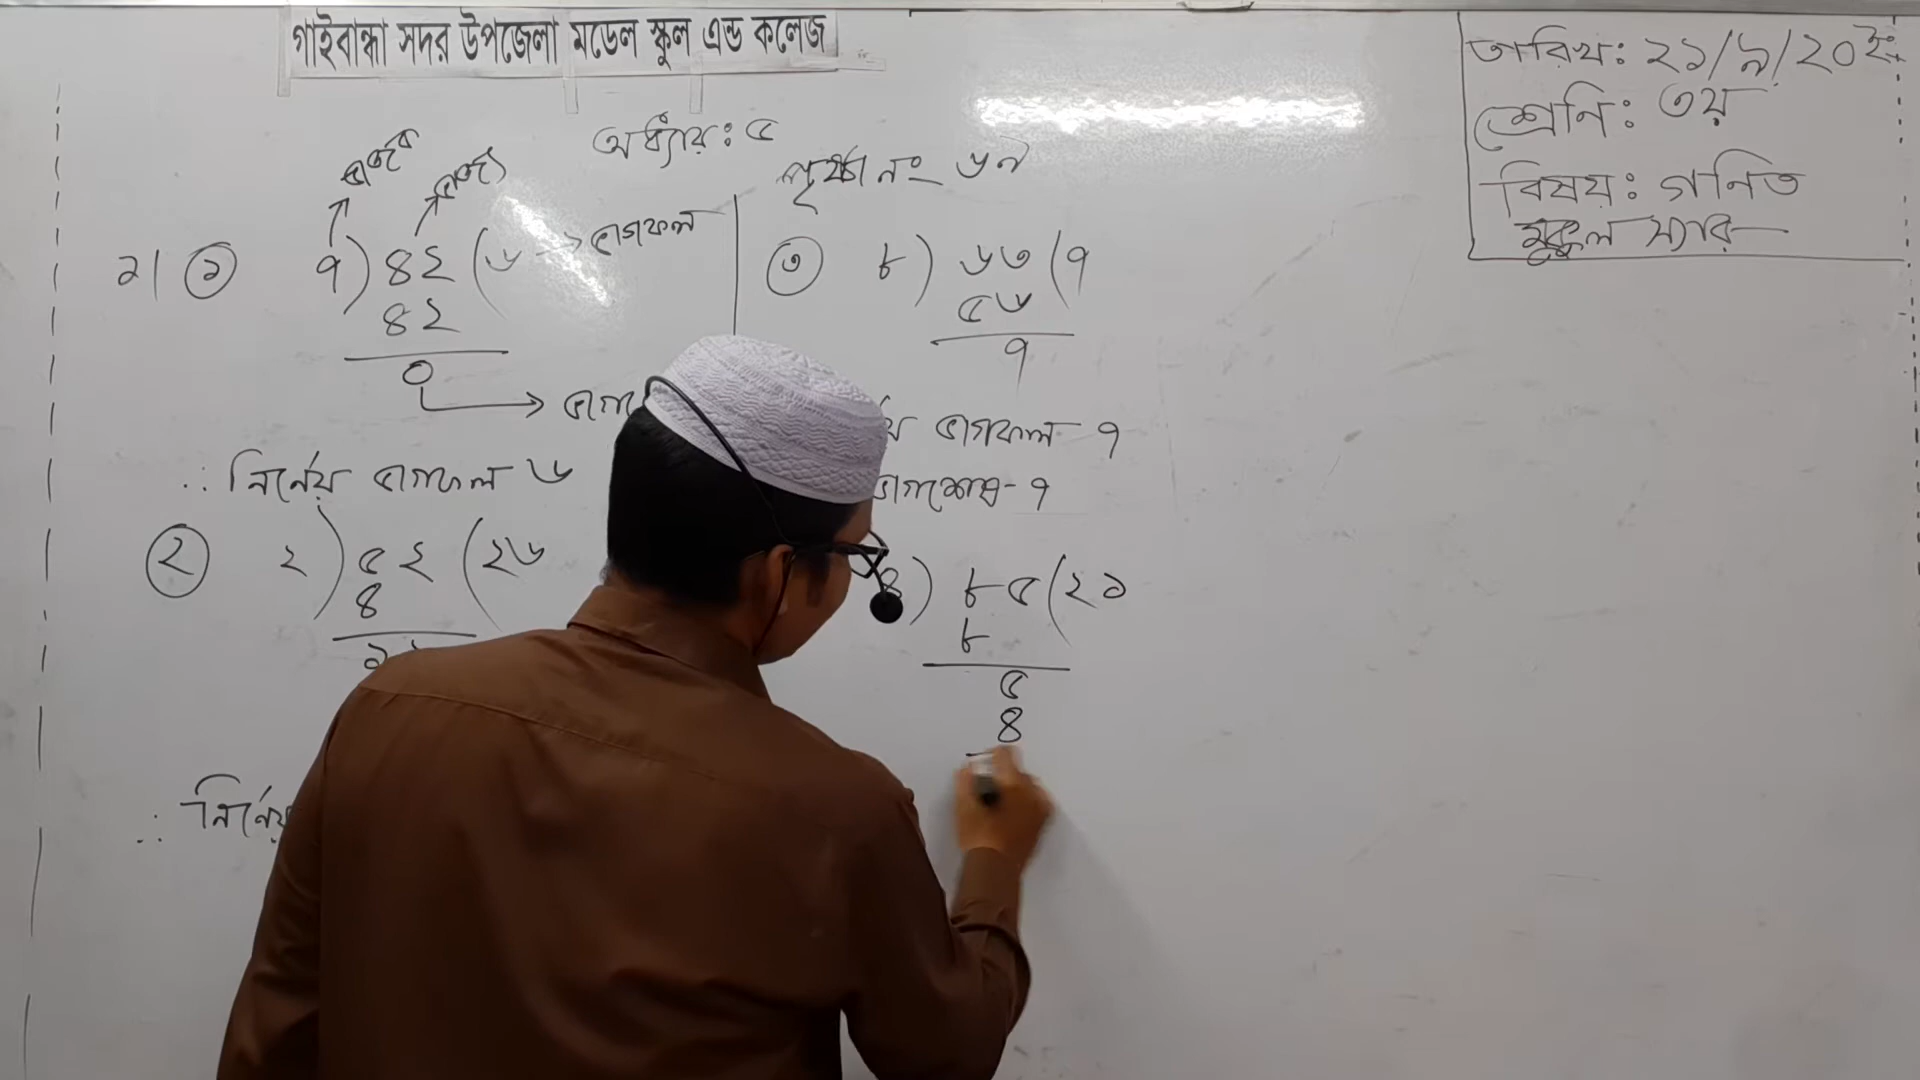 গাইবান্ধা সদর উপজেলা মডেল স্কুল এন্ড কলেজ
তারিখ: ২১/৯/২০ইং
শ্রেণি: ৩য়
বিষয়: গনিত
মুকুল স্যার
অধ্যায়: ৫
পৃষ্ঠা নং ৬৭
ভাজক ভাজ্য
২। ১ ৭) ৪২ (৬ → ভাগফল
৪২
০
∴ নির্নেয় ভাগফল ৬
২ ২) ৫২ (২৬
৪
∴ নির্নেয়
৩ ৮) ৬৩ (৭
৫৬
৭
ভাগফল - ৭
ভাগশেষ - ৭
৪) ৮৫ (২১
৮
৫
৪